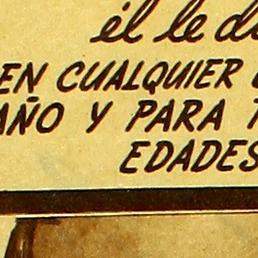 él le d
EN CUALQUIER
AÑO Y PARA
EDADES